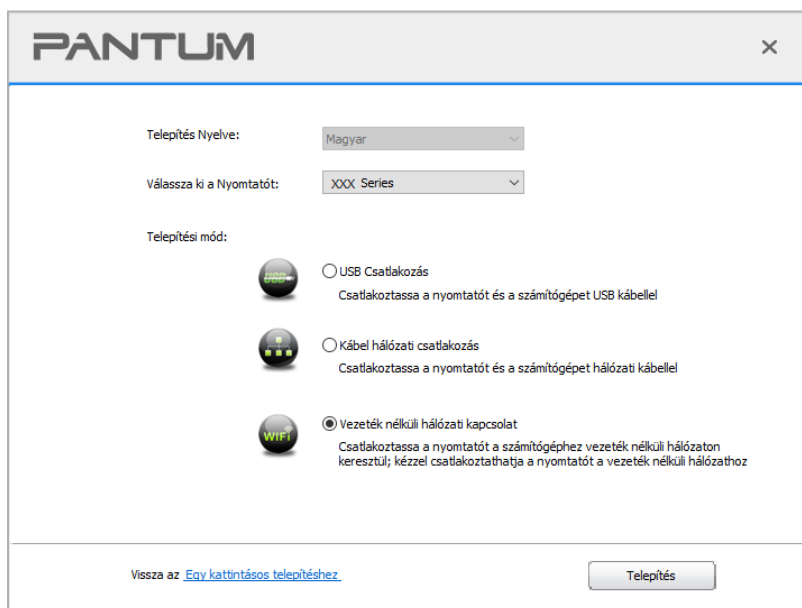 PANTUM
Telepítés Nyelve:
Magyar
Válassza ki a Nyomtatót:
XXX Series
Telepítési mód:
USB
USB Csatlakozás
Csatlakoztassa a nyomtatót és a számítógépet USB kábellel
Kábel hálózati csatlakozás
Csatlakoztassa a nyomtatót és a számítógépet hálózati kábellel
WiFi
Vezeték nélküli hálózati kapcsolat
Csatlakoztassa a nyomtatót a számítógéphez vezeték nélküli hálózaton
keresztül; kézzel csatlakoztathatja a nyomtatót a vezeték nélküli hálózathoz
Vissza az Egy kattintásos telepítéshez
Telepítés